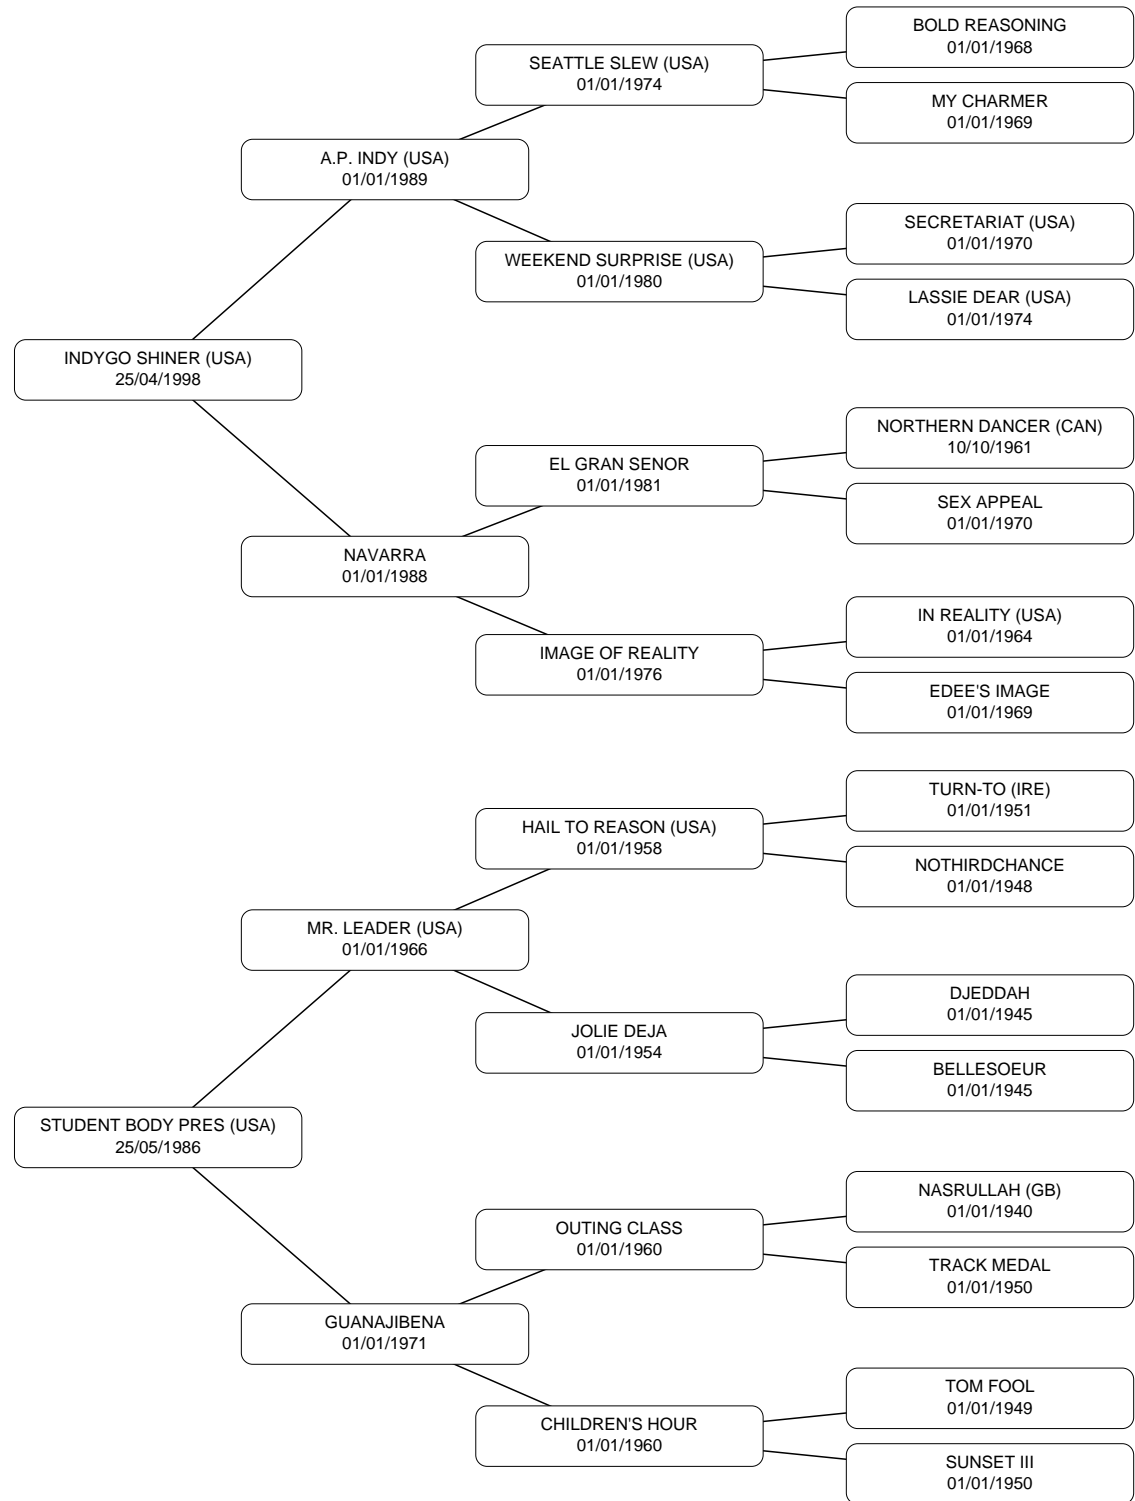 BOLD REASONING
01/01/1968
SEATTLE SLEW (USA)
01/01/1974
MY CHARMER
01/01/1969
A.P. INDY (USA)
01/01/1989
SECRETARIAT (USA)
01/01/1970
WEEKEND SURPRISE (USA)
01/01/1980
LASSIE DEAR (USA)
01/01/1974
INDYGO SHINER (USA)
25/04/1998
NORTHERN DANCER (CAN)
10/10/1961
EL GRAN SENOR
01/01/1981
SEX APPEAL
01/01/1970
NAVARRA
01/01/1988
IN REALITY (USA)
01/01/1964
IMAGE OF REALITY
01/01/1976
EDEE'S IMAGE
01/01/1969
TURN-TO (IRE)
01/01/1951
HAIL TO REASON (USA)
01/01/1958
NOTHIRDCHANCE
01/01/1948
MR. LEADER (USA)
01/01/1966
DJEDDAH
01/01/1945
JOLIE DEJA
01/01/1954
BELLESOEUR
01/01/1945
STUDENT BODY PRES (USA)
25/05/1986
NASRULLAH (GB)
01/01/1940
OUTING CLASS
01/01/1960
TRACK MEDAL
01/01/1950
GUANAJIBENA
01/01/1971
TOM FOOL
01/01/1949
CHILDREN'S HOUR
01/01/1960
SUNSET III
01/01/1950